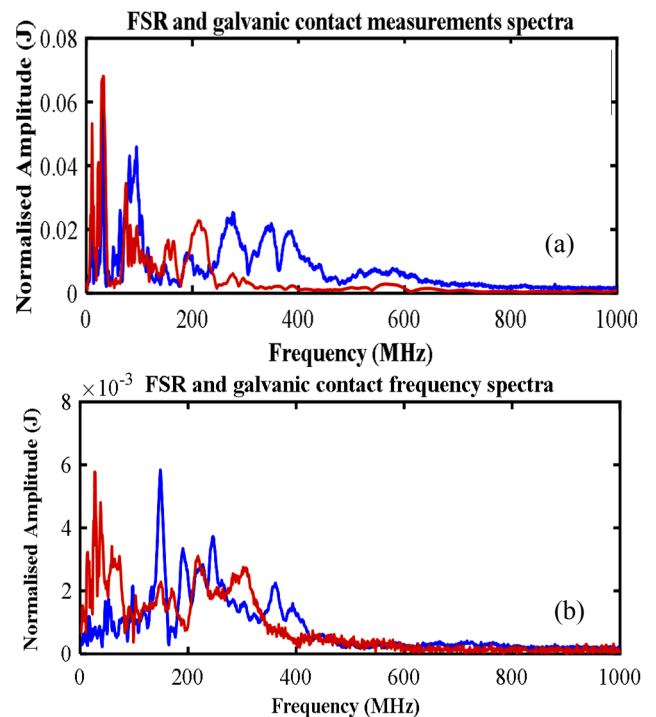 FSR and galvanic contact measurements spectra
Normalised Amplitude (J)
0.08
0.06
0.04
0.02
0
(a)
0 200 400 600 800 1000
Frequency (MHz)
×10⁻³
FSR and galvanic contact frequency spectra
Normalised Amplitude (J)
8
6
4
2
0
(b)
0 200 400 600 800 1000
Frequency (MHz)